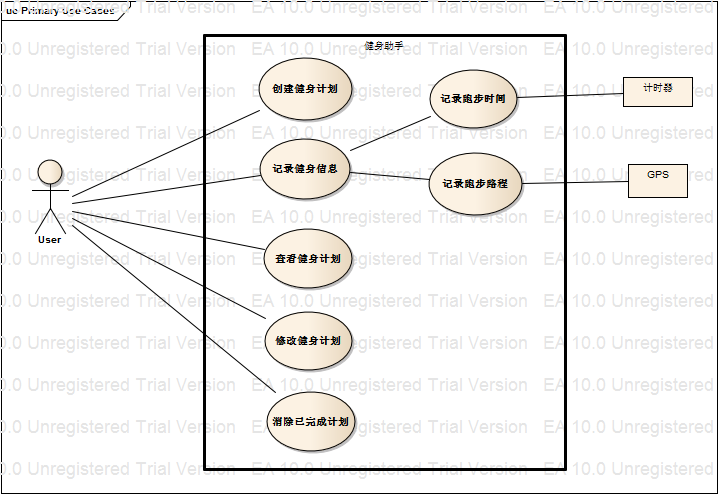 uc Primary Use Cases
健身助手
创建健身计划
记录跑步时间
计时器
记录健身信息
记录跑步路程
GPS
User
查看健身计划
修改健身计划
消除已完成计划
EA 10.0 Unregistered Trial Version